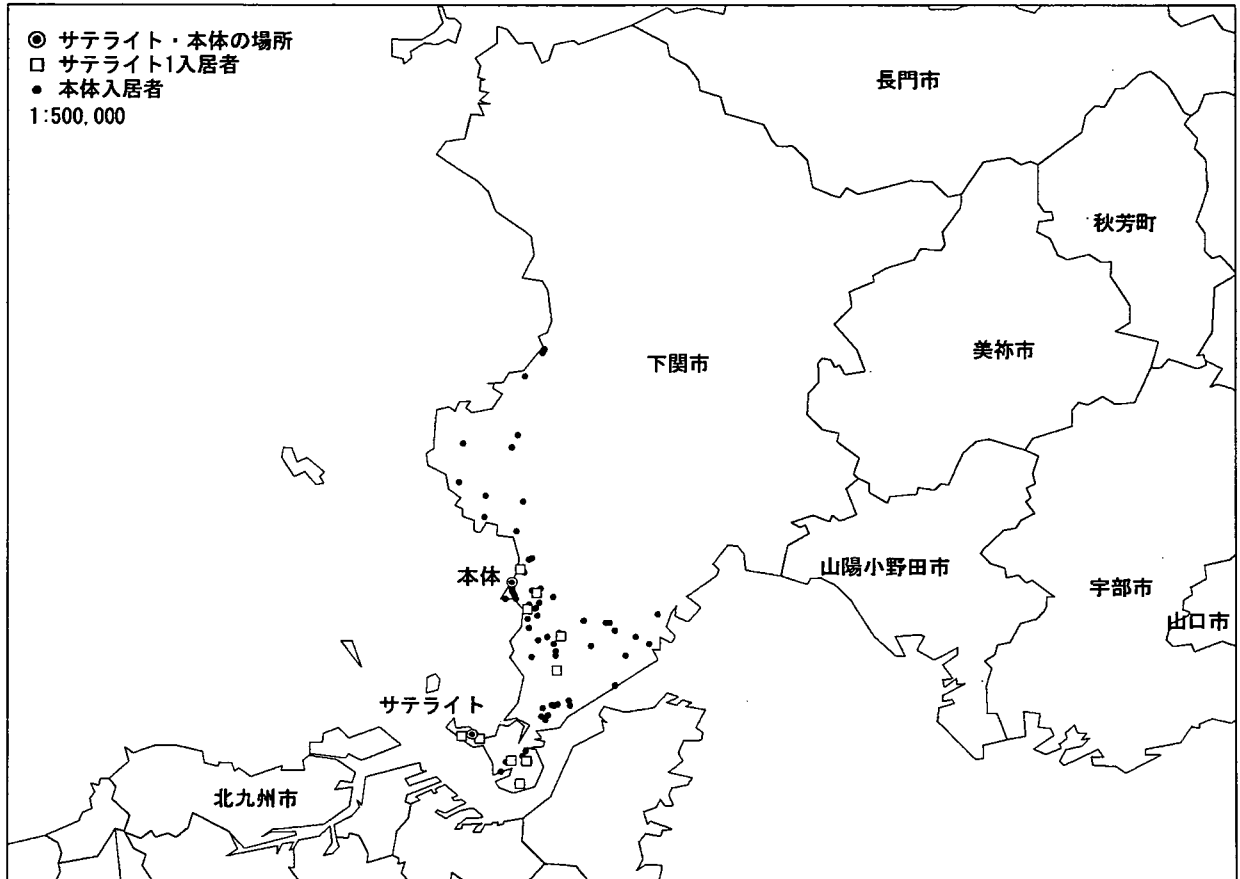 サテライト・本体の場所
サテライト1入居者
本体入居者
1:500,000
長門市
秋芳町
下関市
美祢市
本体
山陽小野田市
宇部市
山口市
サテライト
北九州市